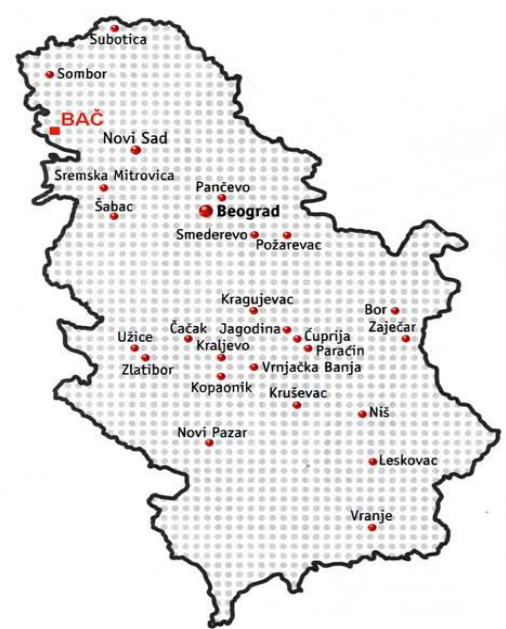 Subotica
Sombor
BAČ
Novi Sad
Sremska Mitrovica
Pančevo
Šabac
Beograd
Smederevo
Požarevac
Kragujevac
Bor
Užice
Čačak
Jagodina
Ćuprija
Zaječar
Kraljevo
Paraćin
Zlatibor
Vrnjačka Banja
Kopaonik
Kruševac
Niš
Novi Pazar
Leskovac
Vranje